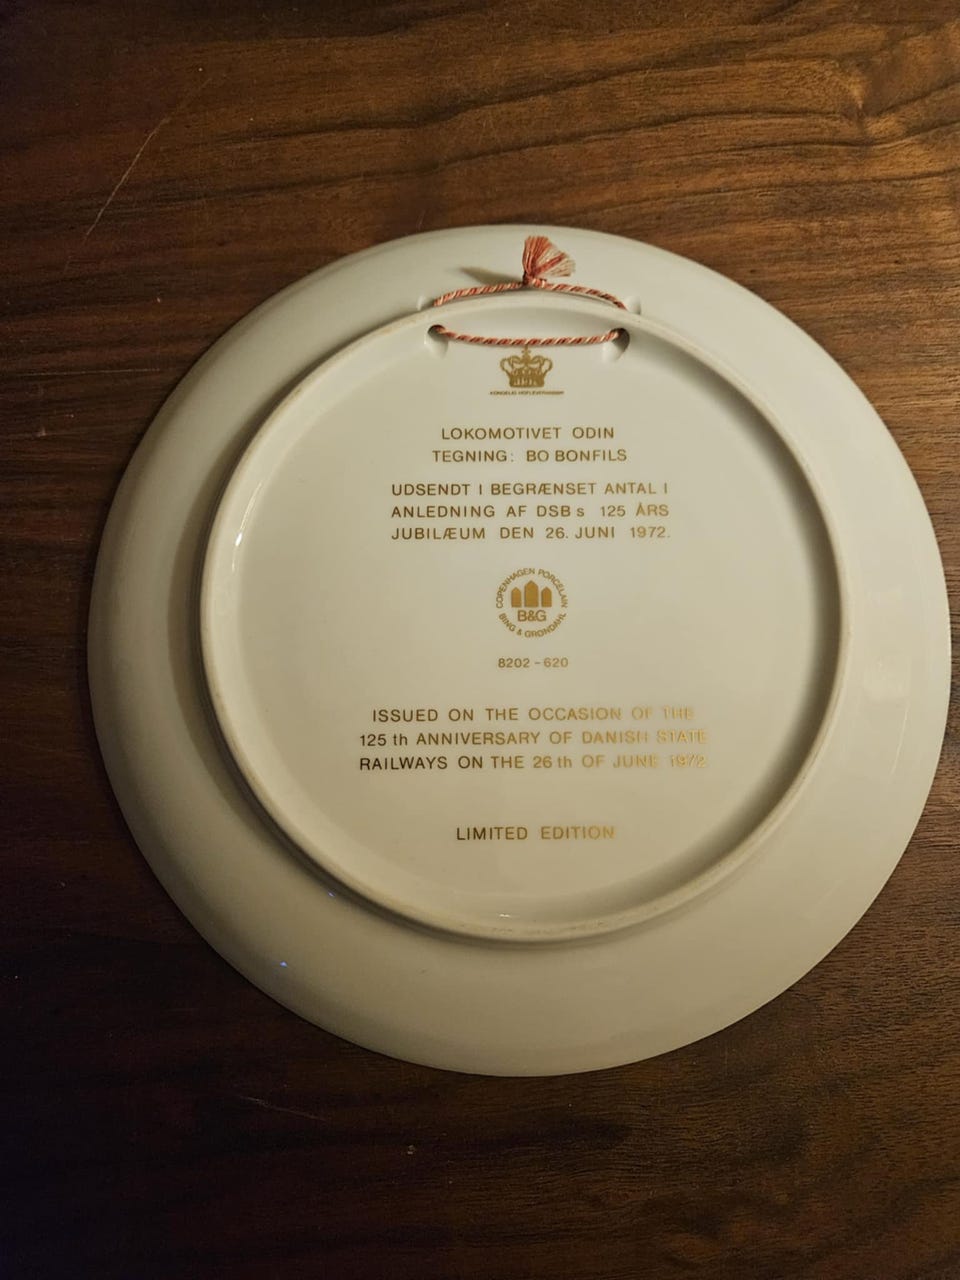 KONGELIG HOFLEVERANDØR
LOKOMOTIVET ODIN
TEGNING: BO BONFILS
UDSENDT I BEGRÆNSET ANTAL I
ANLEDNING AF DSBs 125 ÅRS
JUBILÆUM DEN 26. JUNI 1972.
COPENHAGEN PORCELAIN
B&G
BING & GRØNDAHL
8202-620
ISSUED ON THE OCCASION OF THE
125 th ANNIVERSARY OF DANISH STATE
RAILWAYS ON THE 26 th OF JUNE 1972
LIMITED EDITION